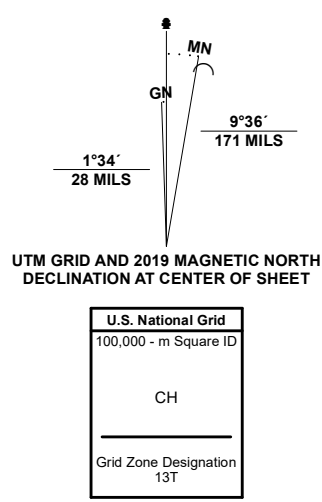 MN
GN
9°36´
171 MILS
1°34´
28 MILS
UTM GRID AND 2019 MAGNETIC NORTH
DECLINATION AT CENTER OF SHEET
U.S. National Grid
100,000 - m Square ID
CH
Grid Zone Designation
13T